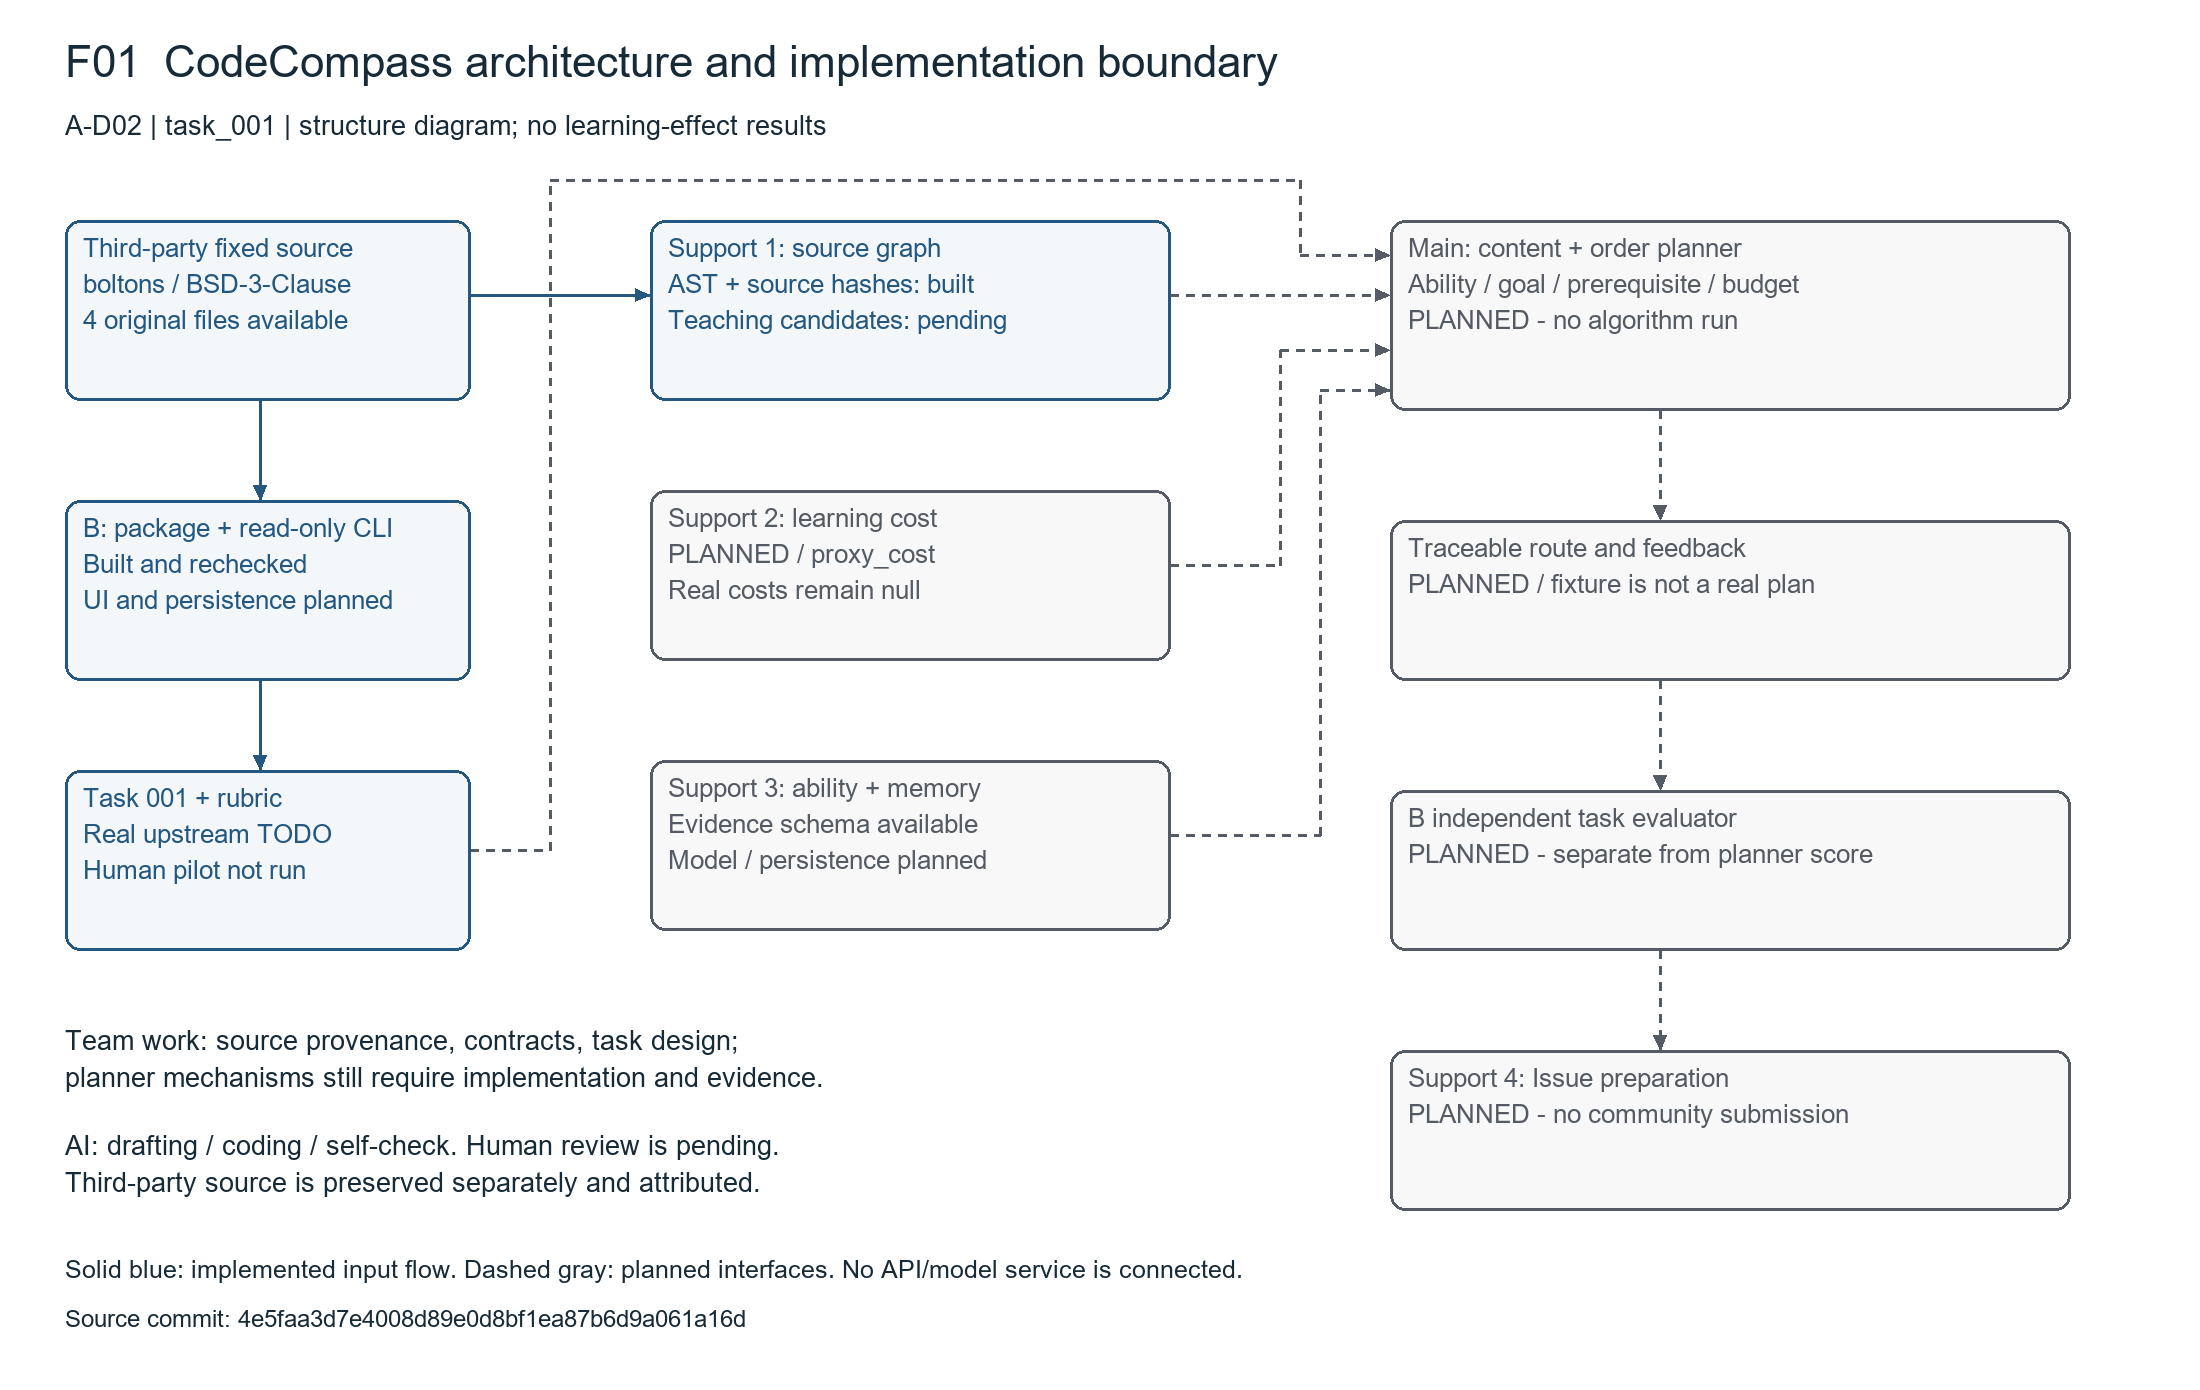 F01  CodeCompass architecture and implementation boundary
A-D02 | task_001 | structure diagram; no learning-effect results
Third-party fixed source
boltons / BSD-3-Clause
4 original files available
Support 1: source graph
AST + source hashes: built
Teaching candidates: pending
Main: content + order planner
Ability / goal / prerequisite / budget
PLANNED - no algorithm run
B: package + read-only CLI
Built and rechecked
UI and persistence planned
Support 2: learning cost
PLANNED / proxy_cost
Real costs remain null
Traceable route and feedback
PLANNED / fixture is not a real plan
Task 001 + rubric
Real upstream TODO
Human pilot not run
Support 3: ability + memory
Evidence schema available
Model / persistence planned
B independent task evaluator
PLANNED - separate from planner score
Support 4: Issue preparation
PLANNED - no community submission
Team work: source provenance, contracts, task design;
planner mechanisms still require implementation and evidence.
AI: drafting / coding / self-check. Human review is pending.
Third-party source is preserved separately and attributed.
Solid blue: implemented input flow. Dashed gray: planned interfaces. No API/model service is connected.
Source commit: 4e5faa3d7e4008d89e0d8bf1ea87b6d9a061a16d